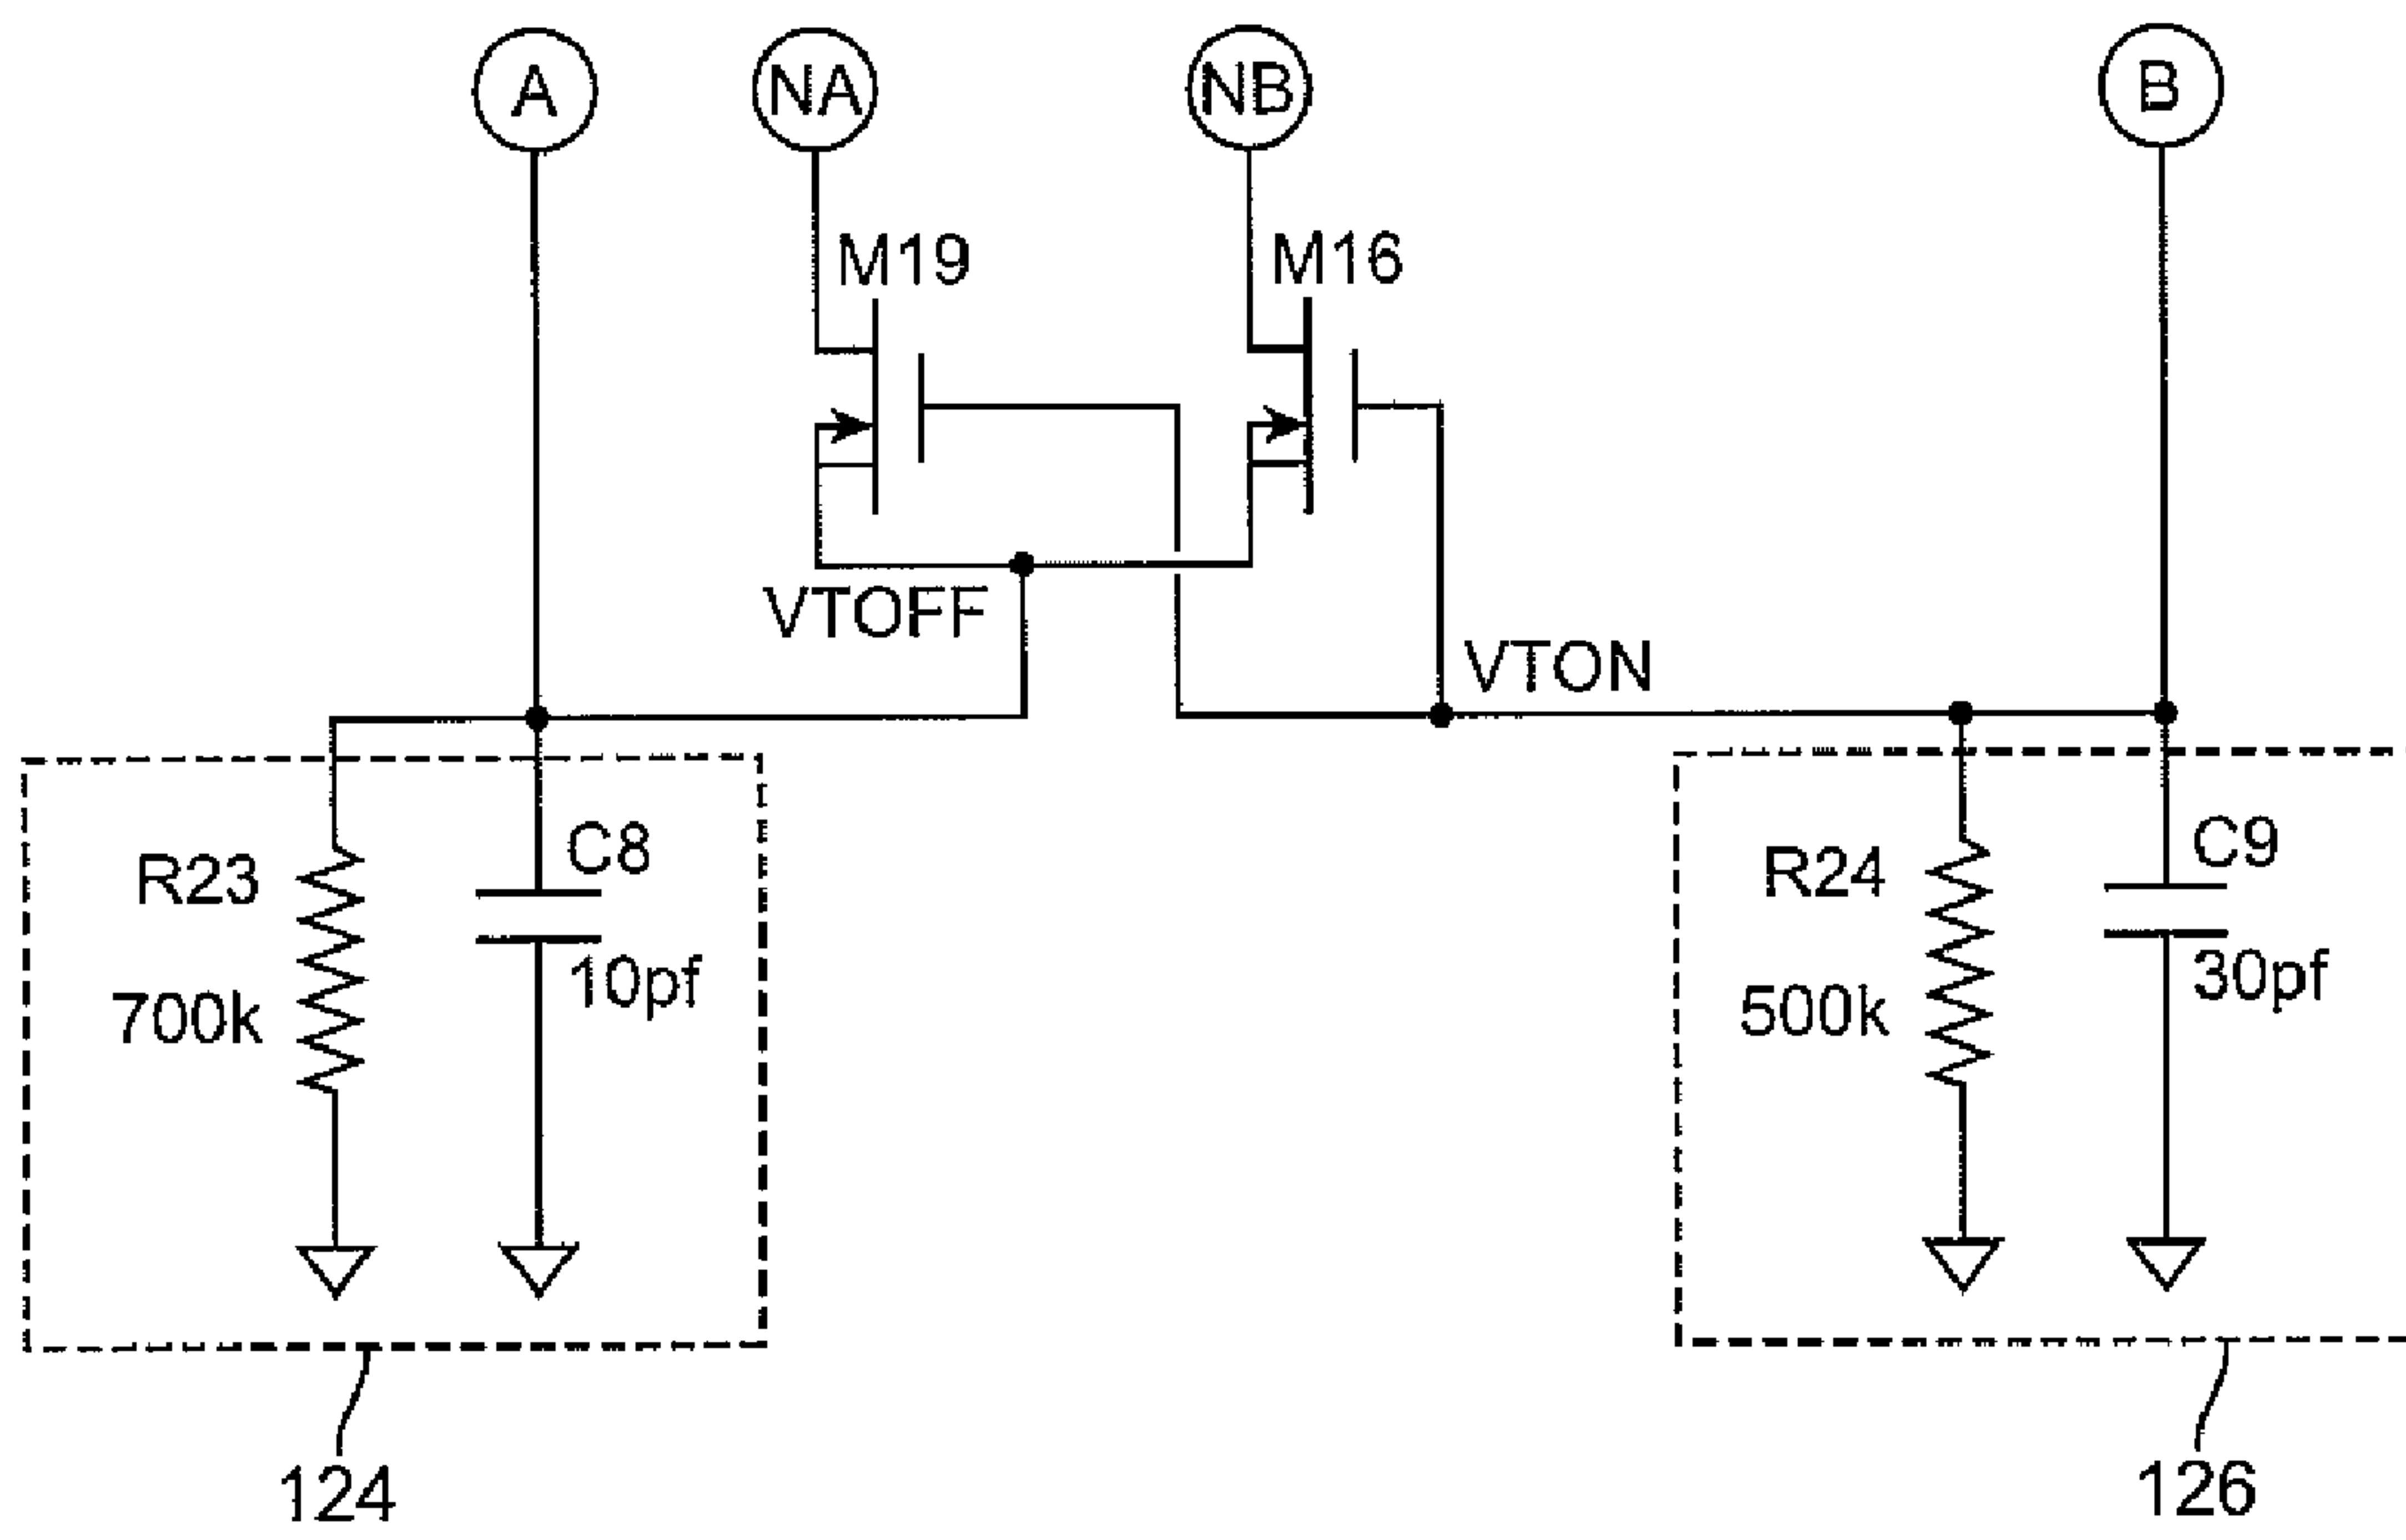 A
NA
NB
B
M19
M16
VTOFF
VTON
R23
700k
C8
10pf
R24
500k
C9
30pf
124
126